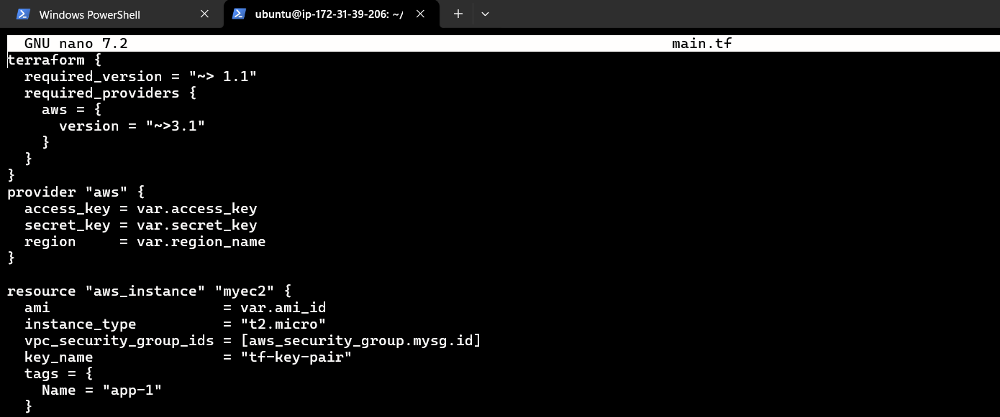 Windows PowerShell
ubuntu@ip-172-31-39-206: ~/
GNU nano 7.2 main.tf
terraform {
  required_version = "~> 1.1"
  required_providers {
    aws = {
      version = "~>3.1"
    }
  }
}
provider "aws" {
  access_key = var.access_key
  secret_key = var.secret_key
  region     = var.region_name
}

resource "aws_instance" "myec2" {
  ami                    = var.ami_id
  instance_type          = "t2.micro"
  vpc_security_group_ids = [aws_security_group.mysg.id]
  key_name               = "tf-key-pair"
  tags = {
    Name = "app-1"
  }